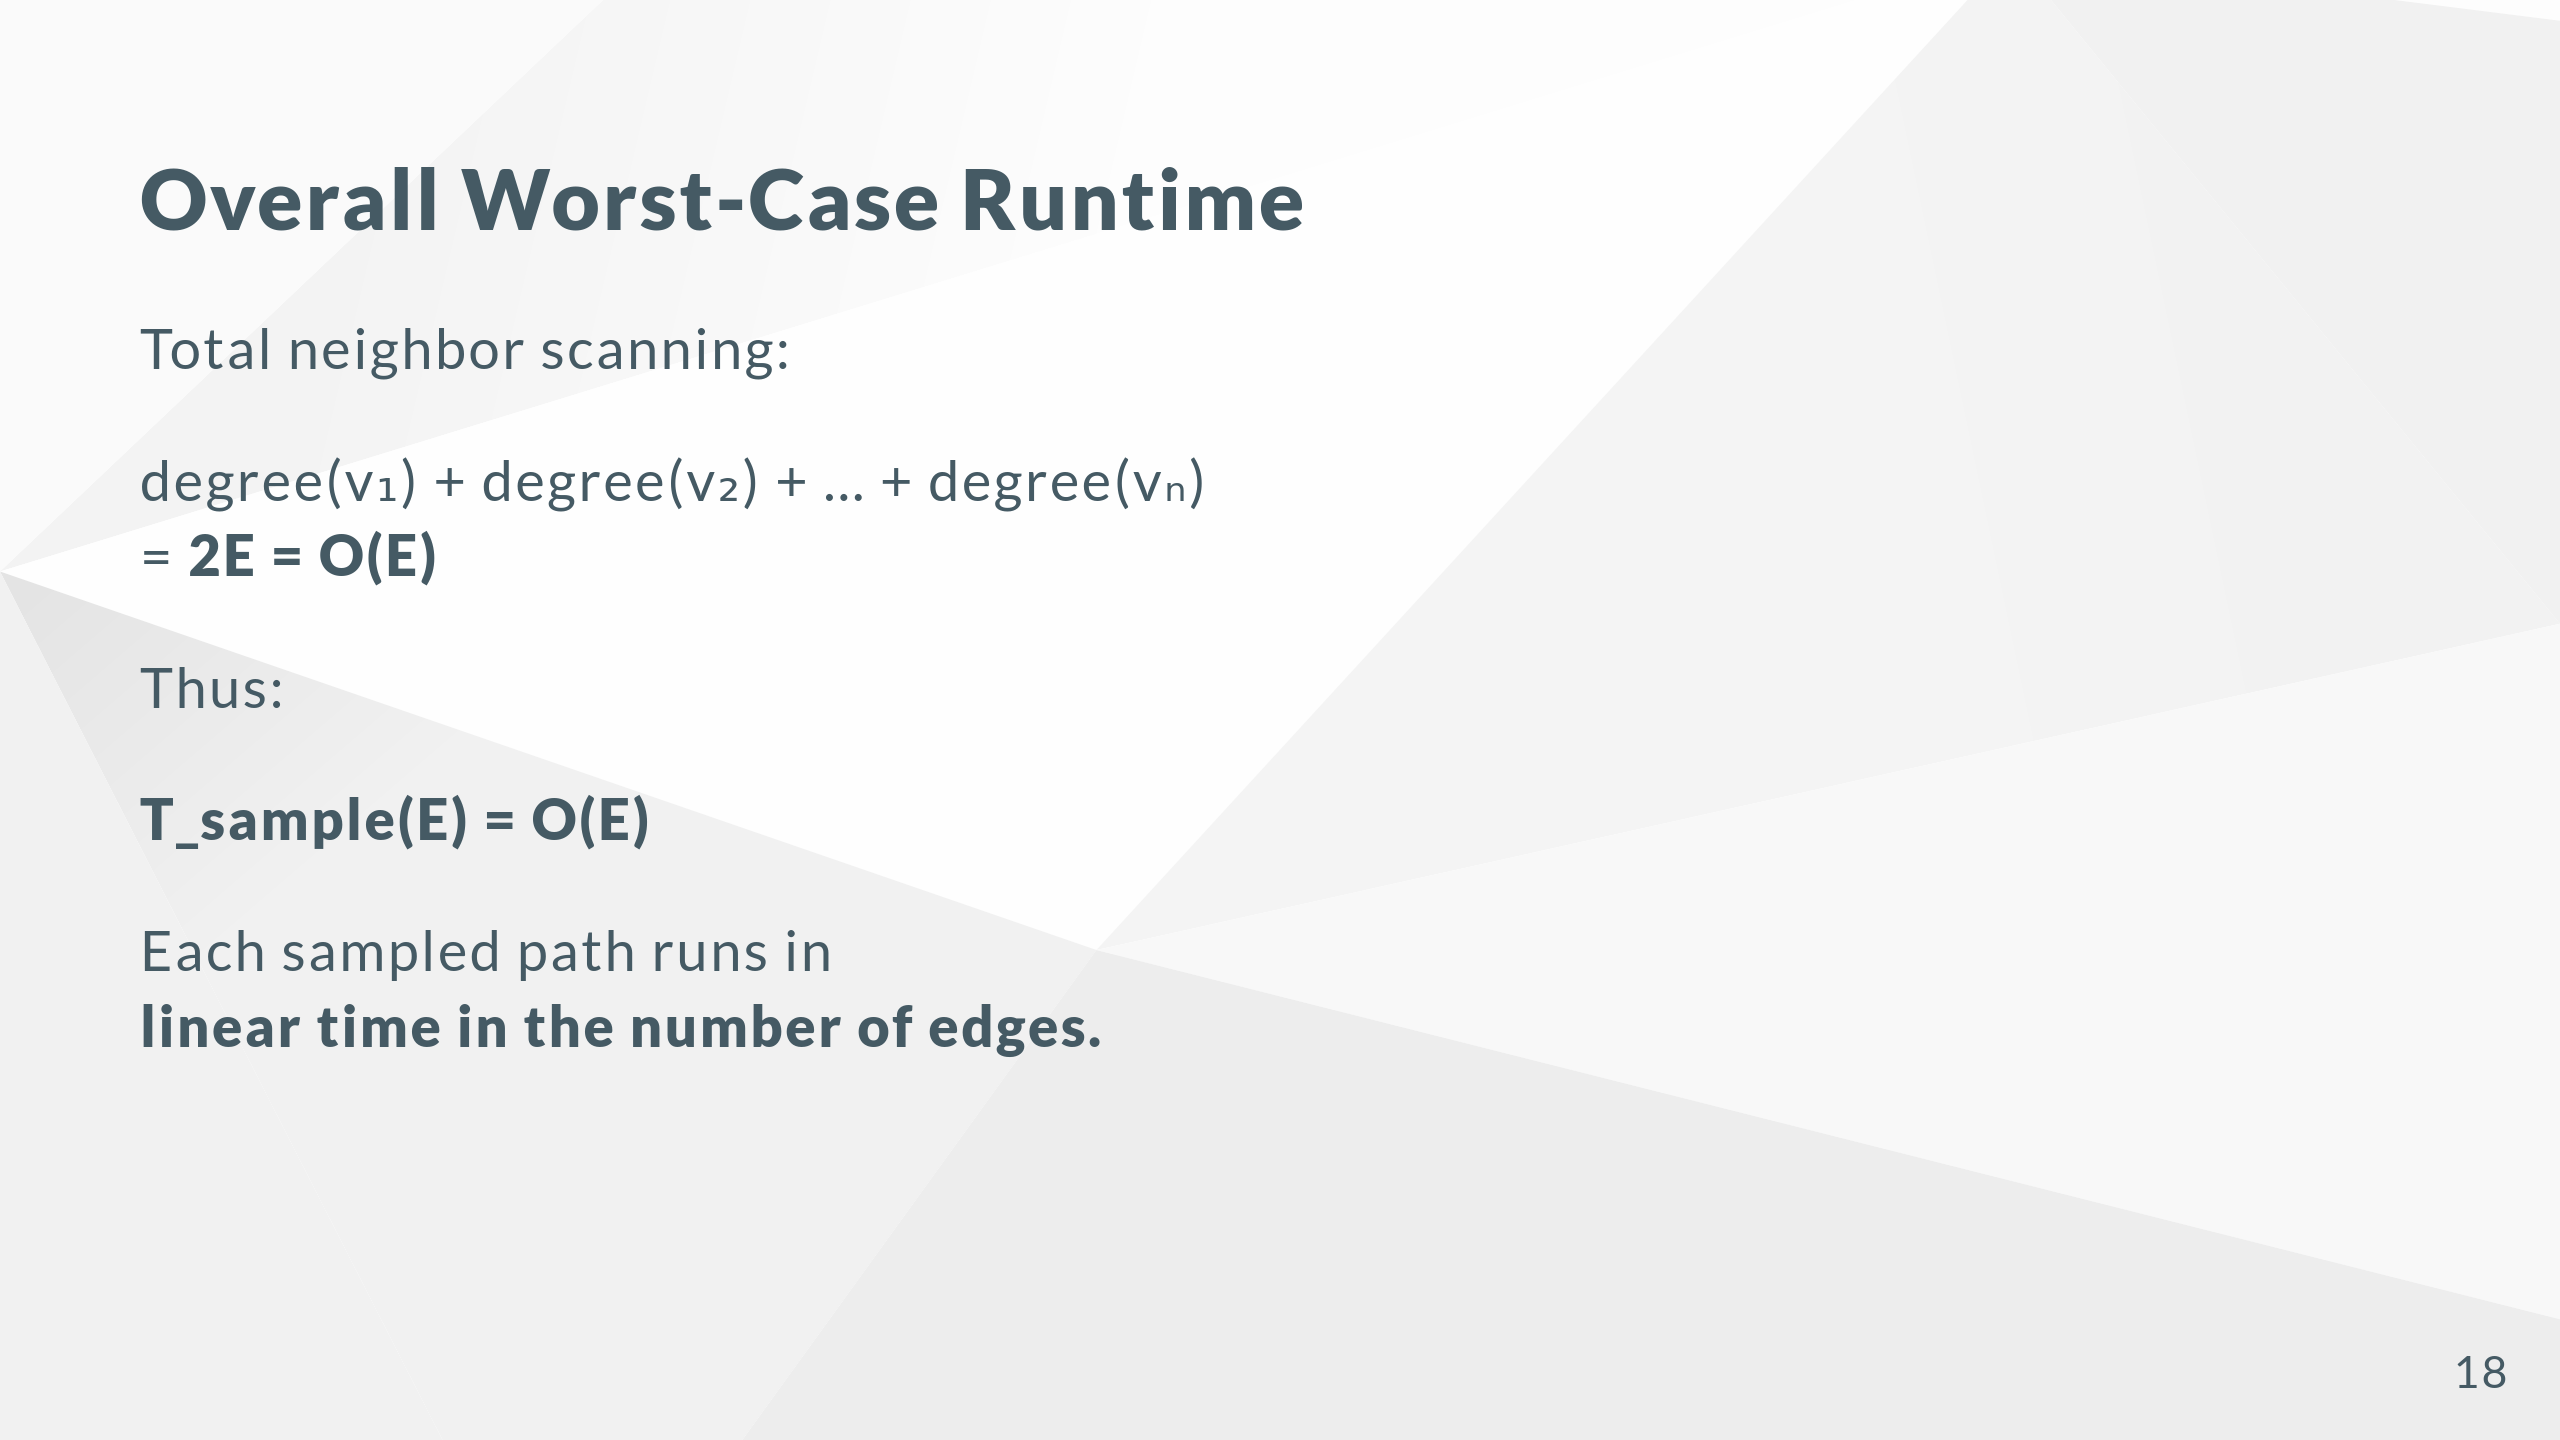 Overall Worst-Case Runtime
Total neighbor scanning:
degree(v₁) + degree(v₂) + … + degree(vₙ)
= 2E = O(E)
Thus:
T_sample(E) = O(E)
Each sampled path runs in
linear time in the number of edges.
18